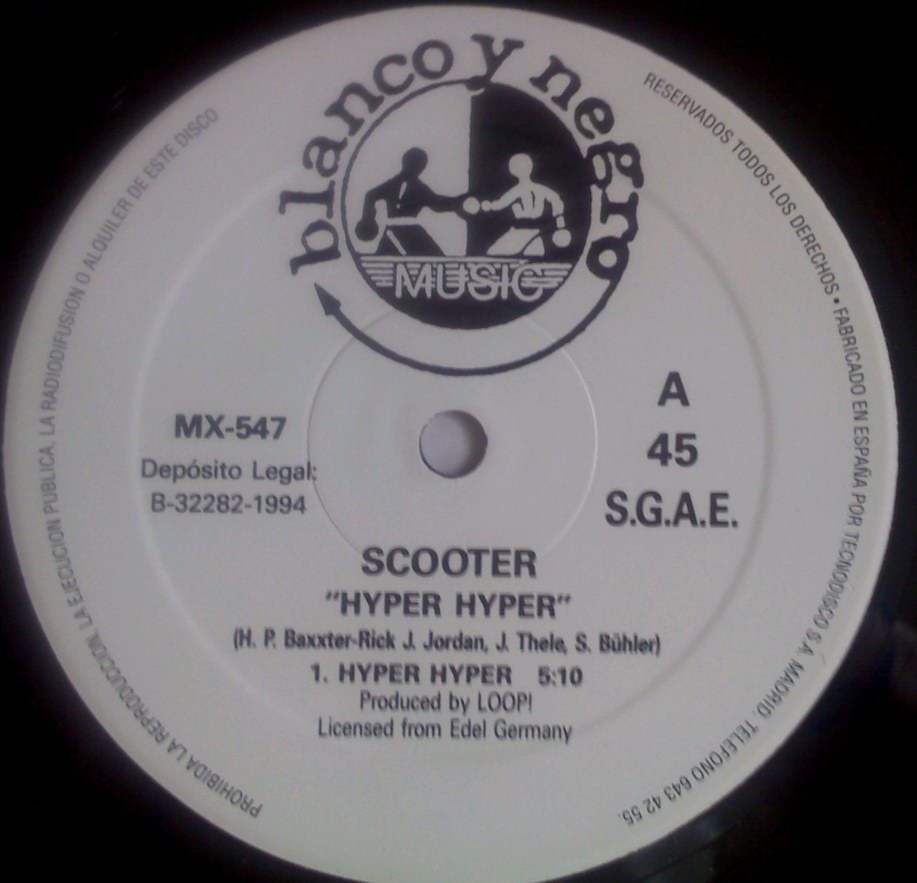 blanco y negro
MUSIC
RESERVADOS TODOS LOS DERECHOS • FABRICADO EN ESPAÑA POR TECNODISCO S.A. MADRID. TELEFONO 643 42 55.
PROHIBIDA LA REPRODUCCION, LA EJECUCION PUBLICA, LA RADIODIFUSION O ALQUILER DE ESTE DISCO
MX-547
Depósito Legal:
B-32282-1994
A
45
S.G.A.E.
SCOOTER
"HYPER HYPER"
(H. P. Baxxter-Rick J. Jordan, J. Thele, S. Bühler)
1. HYPER HYPER 5:10
Produced by LOOP!
Licensed from Edel Germany